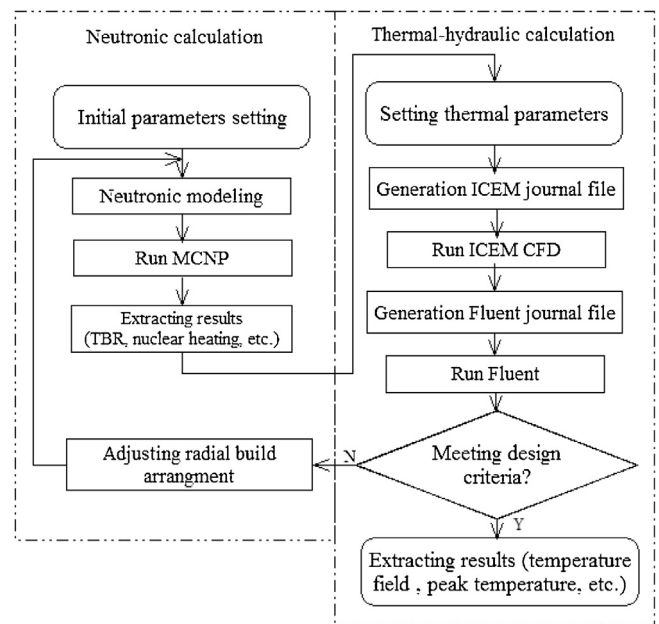 Neutronic calculation
Initial parameters setting
Neutronic modeling
Run MCNP
Extracting results
(TBR, nuclear heating, etc.)
Adjusting radial build
arrangment
Thermal-hydraulic calculation
Setting thermal parameters
Generation ICEM journal file
Run ICEM CFD
Generation Fluent journal file
Run Fluent
Meeting design
criteria?
N
Y
Extracting results (temperature
field , peak temperature, etc.)